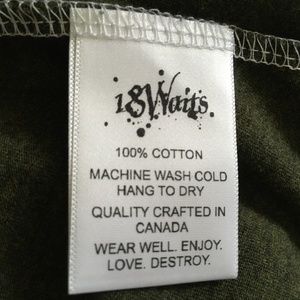 18Waits
100% COTTON
MACHINE WASH COLD
HANG TO DRY
QUALITY CRAFTED IN
CANADA
WEAR WELL. ENJOY.
LOVE. DESTROY.